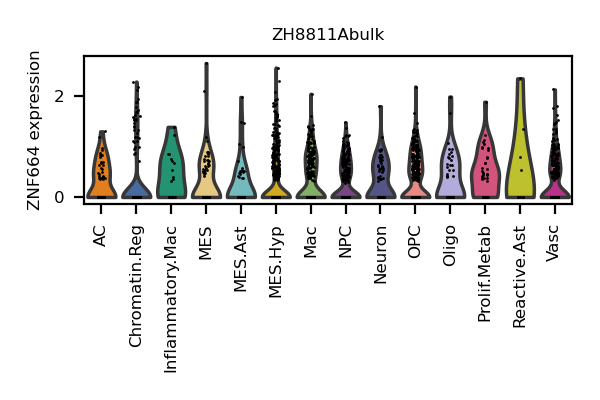 ZH8811Abulk
ZNF664 expression
2
0
AC
Chromatin.Reg
Inflammatory.Mac
MES
MES.Ast
MES.Hyp
Mac
NPC
Neuron
OPC
Oligo
Prolif.Metab
Reactive.Ast
Vasc